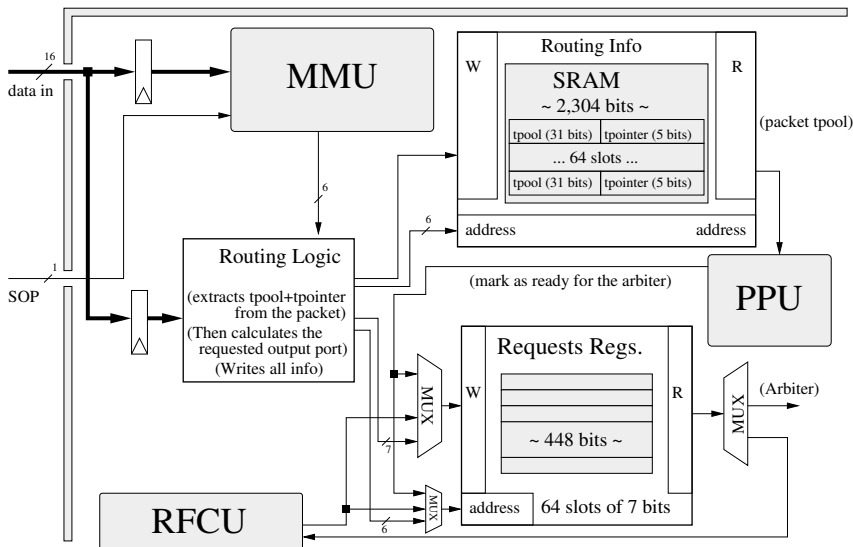 16
data in
MMU
Routing Info
W
R
SRAM
~ 2,304 bits ~
tpool (31 bits) tpointer (5 bits)
... 64 slots ...
tpool (31 bits) tpointer (5 bits)
(packet tpool)
6
6
address address
1
SOP
Routing Logic
(extracts tpool+tpointer
from the packet)
(Then calculates the
requested output port)
(Writes all info)
(mark as ready for the arbiter)
PPU
Requests Regs.
W
R
MUX
~ 448 bits ~
7
MUX
(Arbiter)
MUX
6
address
64 slots of 7 bits
RFCU